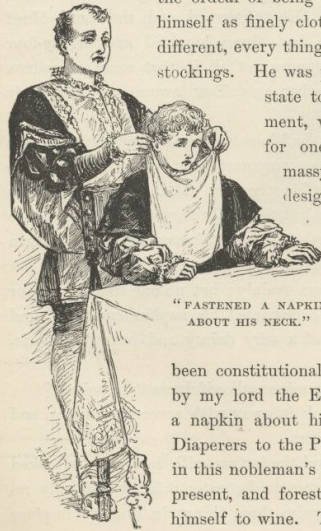 the ordeal of being
himself as finely clot
different, every thing
stockings. He was
state to
ment, v
for one
massy
desig
"FASTENED A NAPKIN
ABOUT HIS NECK."
been constitutional
by my lord the E
a napkin about hi
Diaperers to the P
in this nobleman's
present, and forest
himself to wine. T